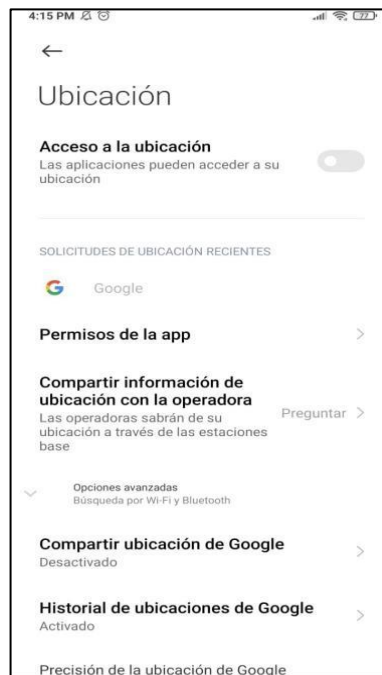 4:15 PM
77
Ubicación
Acceso a la ubicación
Las aplicaciones pueden acceder a su
ubicación
SOLICITUDES DE UBICACIÓN RECIENTES
Google
Permisos de la app
Compartir información de
ubicación con la operadora
Las operadoras sabrán de su
ubicación a través de las estaciones
base
Preguntar
Opciones avanzadas
Búsqueda por Wi-Fi y Bluetooth
Compartir ubicación de Google
Desactivado
Historial de ubicaciones de Google
Activado
Precisión de la ubicación de Google